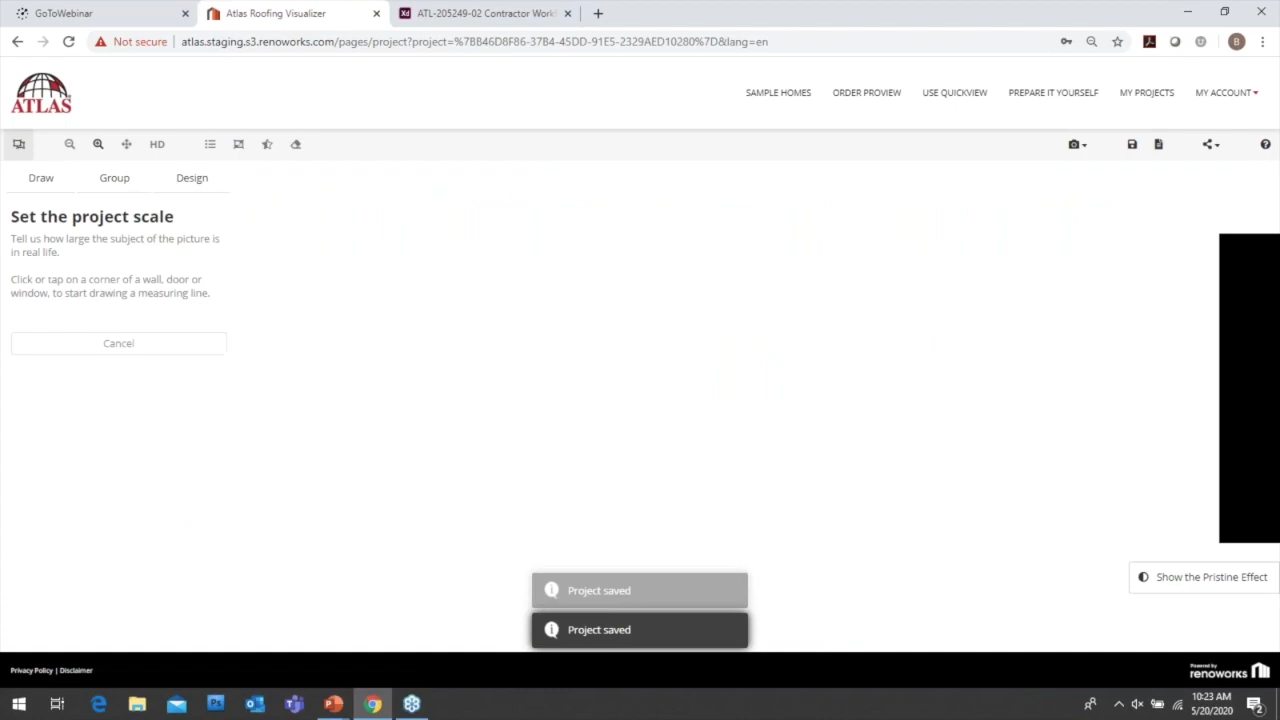 GoToWebinar
Atlas Roofing Visualizer
ATL-205249-02 Contractor Work
Not secure
atlas.staging.s3.renoworks.com/pages/project?project=%7BB46D8F86-37B4-45DD-91E5-2329AED10280%7D&lang=en
B
ATLAS
SAMPLE HOMES
ORDER PROVIEW
USE QUICKVIEW
PREPARE IT YOURSELF
MY PROJECTS
MY ACCOUNT
HD
Draw
Group
Design
Set the project scale
Tell us how large the subject of the picture is
in real life.
Click or tap on a corner of a wall, door or
window, to start drawing a measuring line.
Cancel
Show the Pristine Effect
Project saved
Project saved
Privacy Policy | Disclaimer
Powered by
renoworks
10:23 AM
5/20/2020
2